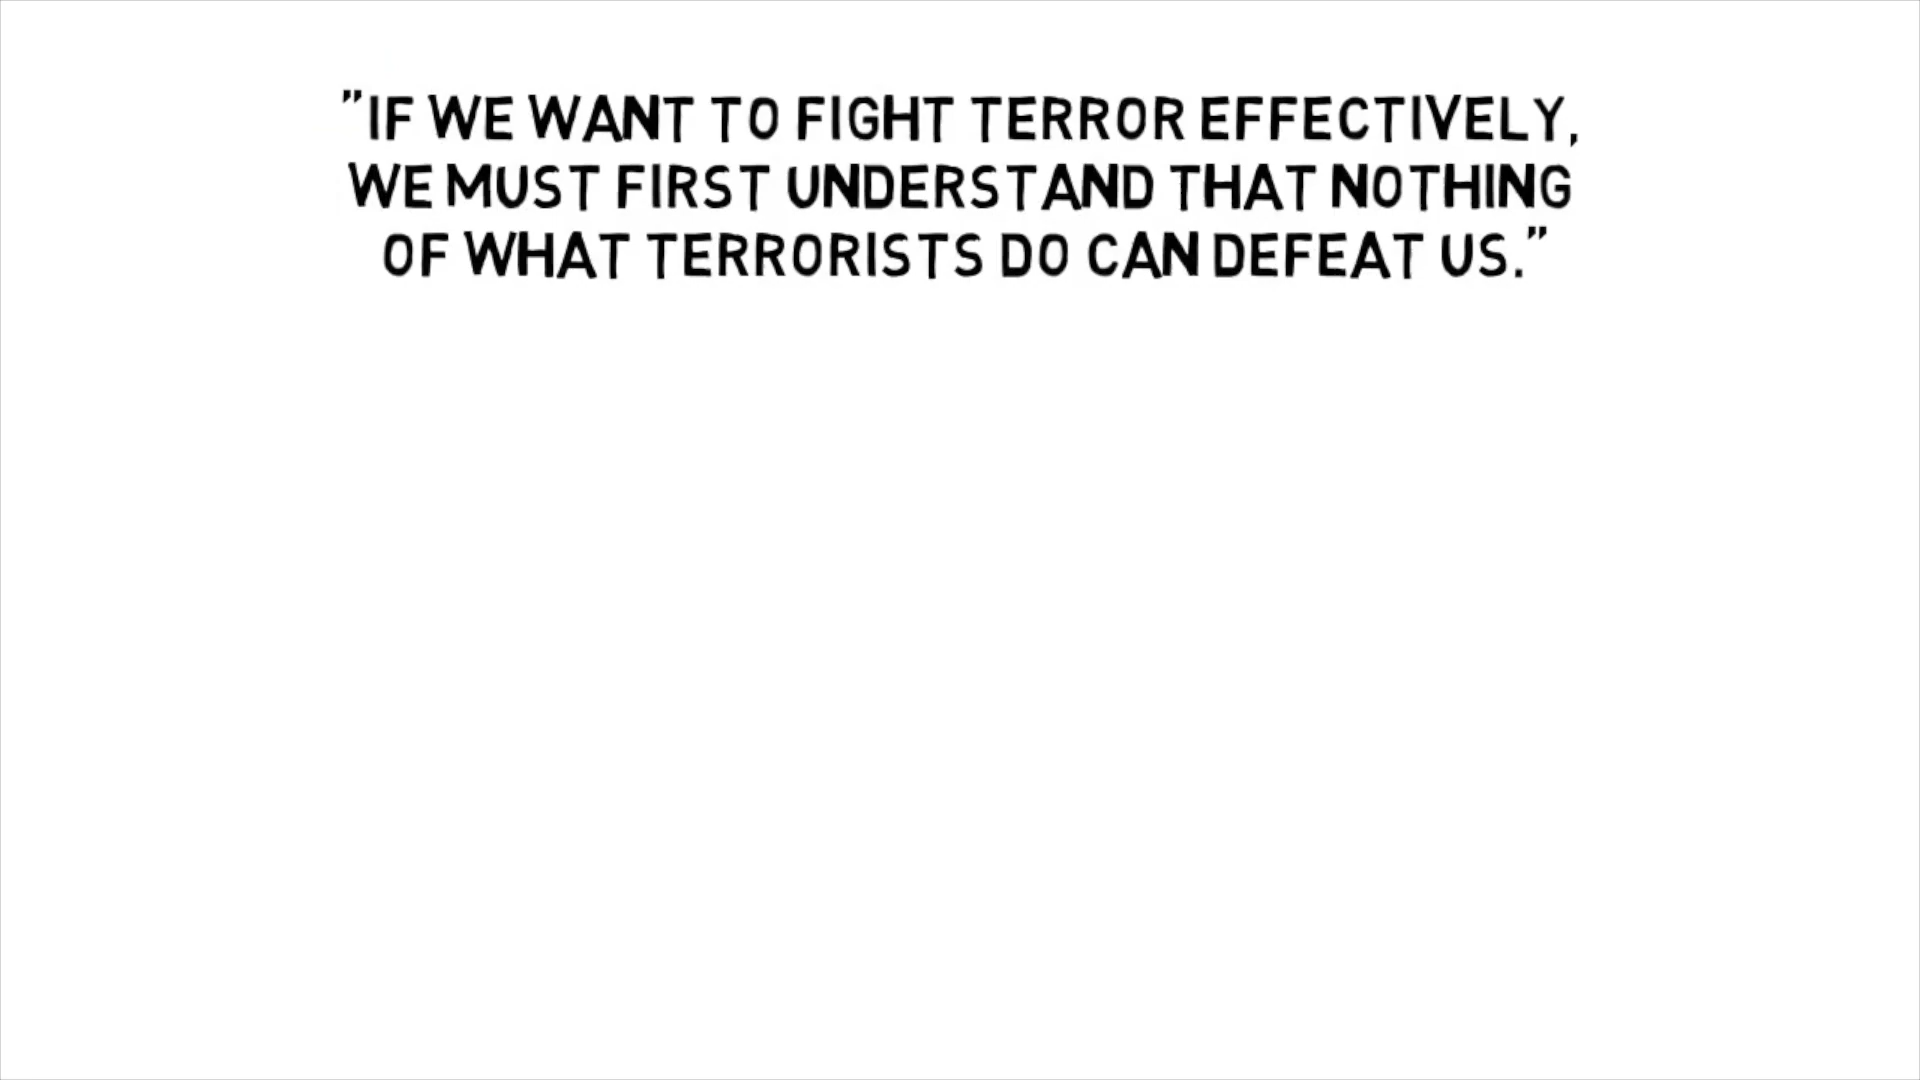 "IF WE WANT TO FIGHT TERROR EFFECTIVELY,
WE MUST FIRST UNDERSTAND THAT NOTHING
OF WHAT TERRORISTS DO CAN DEFEAT US."